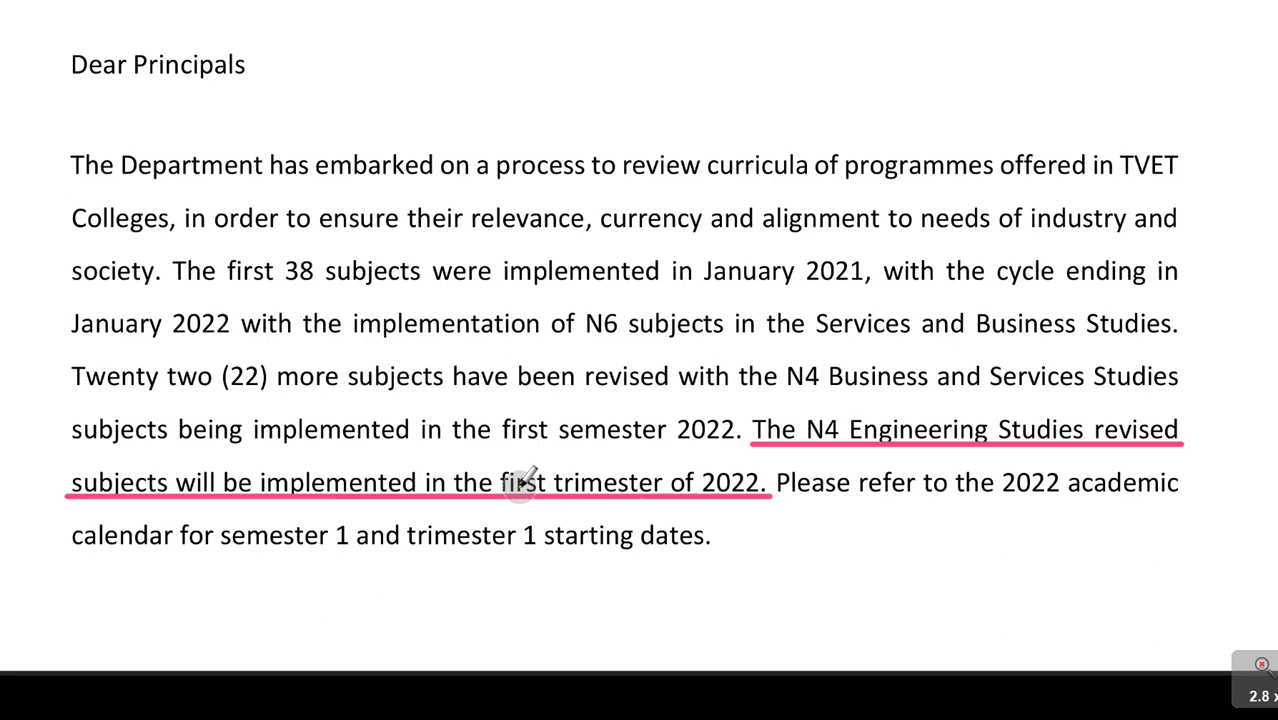 Dear Principals
The Department has embarked on a process to review curricula of programmes offered in TVET
Colleges, in order to ensure their relevance, currency and alignment to needs of industry and
society. The first 38 subjects were implemented in January 2021, with the cycle ending in
January 2022 with the implementation of N6 subjects in the Services and Business Studies.
Twenty two (22) more subjects have been revised with the N4 Business and Services Studies
subjects being implemented in the first semester 2022. The N4 Engineering Studies revised
subjects will be implemented in the first trimester of 2022. Please refer to the 2022 academic
calendar for semester 1 and trimester 1 starting dates.
2.8 x